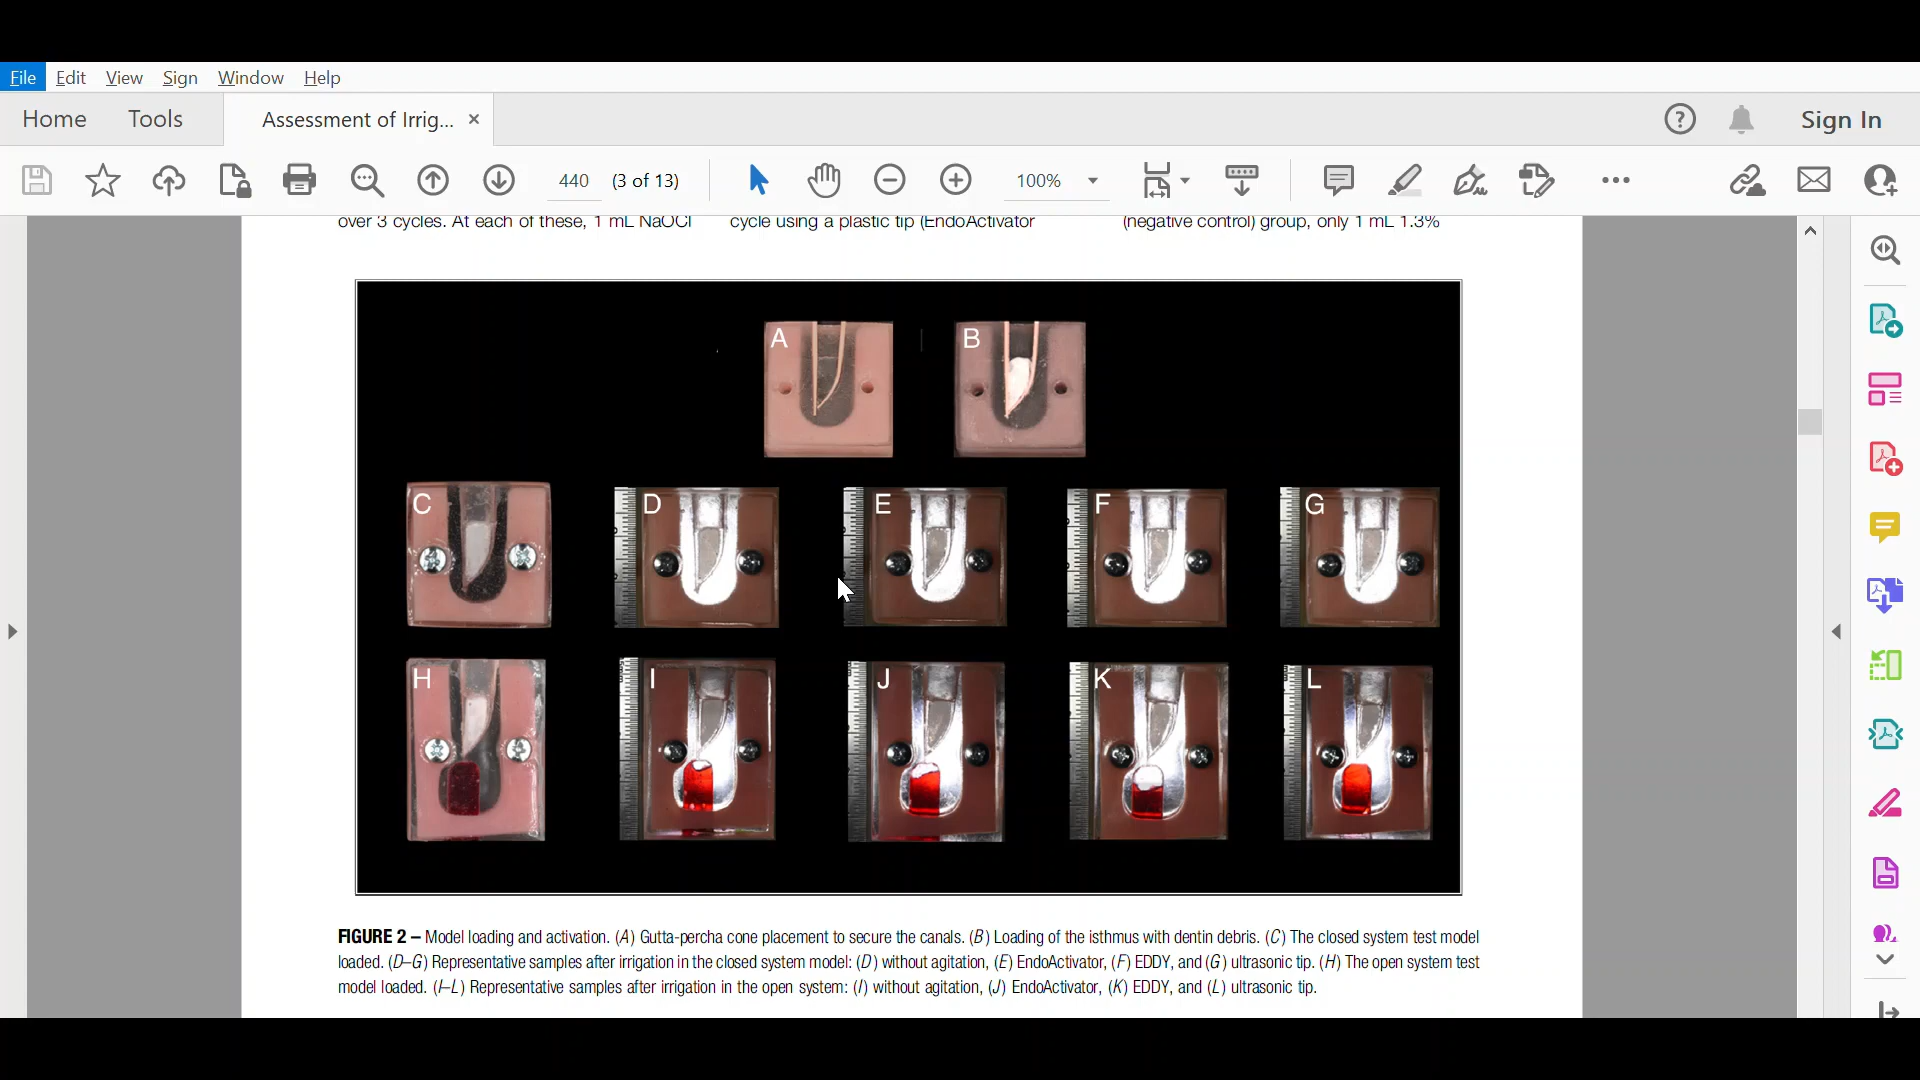 File Edit View Sign Window Help
Home Tools Assessment of Irrig... × Sign In
440 (3 of 13) 100%
over 3 cycles. At each of these, 1 mL NaOCl
cycle using a plastic tip (EndoActivator
(negative control) group, only 1 mL 1.3%
A B
C D E F G
H I J K L
FIGURE 2 – Model loading and activation. (A) Gutta-percha cone placement to secure the canals. (B) Loading of the isthmus with dentin debris. (C) The closed system test model
loaded. (D–G) Representative samples after irrigation in the closed system model: (D) without agitation, (E) EndoActivator, (F) EDDY, and (G) ultrasonic tip. (H) The open system test
model loaded. (I–L) Representative samples after irrigation in the open system: (I) without agitation, (J) EndoActivator, (K) EDDY, and (L) ultrasonic tip.